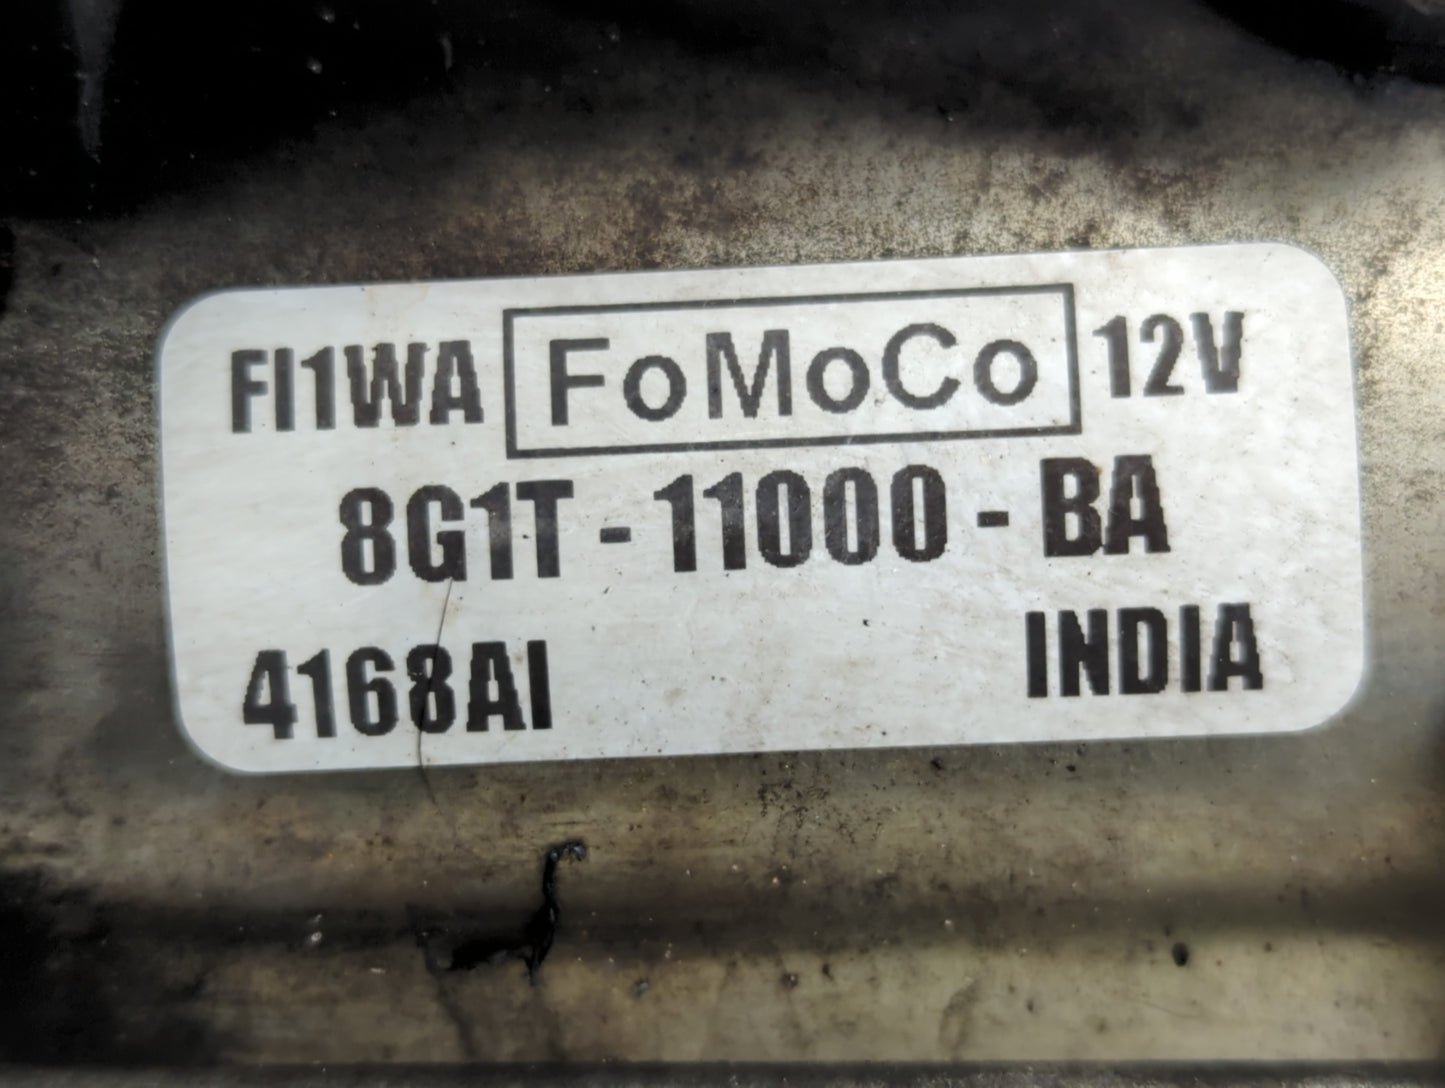 FI1WA FoMoCo 12V
8G1T - 11000 - BA
4168AI INDIA